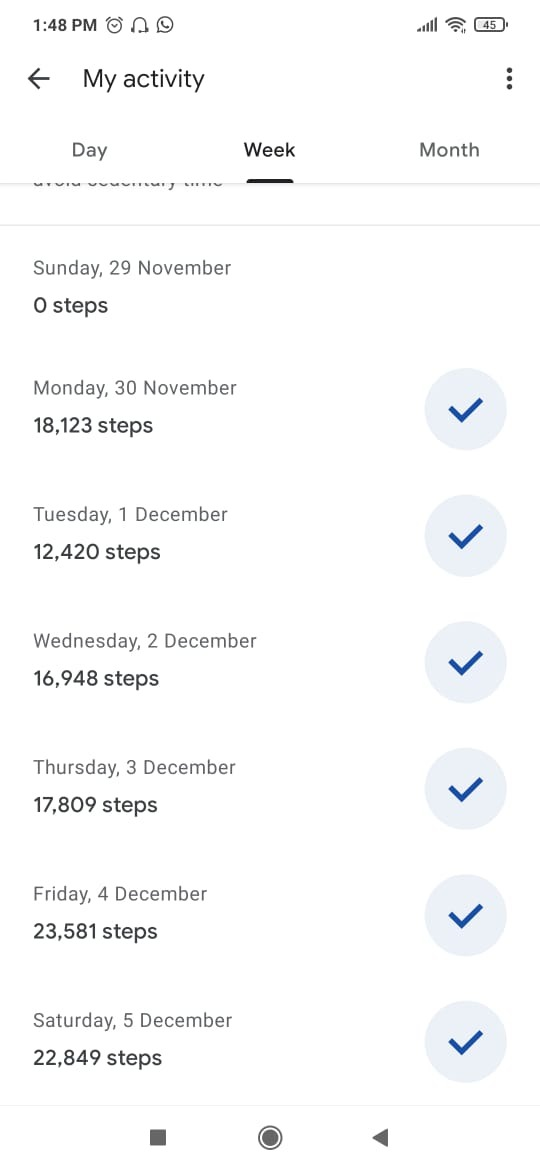 1:48 PM
45
My activity
Day Week Month
Sunday, 29 November
0 steps
Monday, 30 November
18,123 steps
Tuesday, 1 December
12,420 steps
Wednesday, 2 December
16,948 steps
Thursday, 3 December
17,809 steps
Friday, 4 December
23,581 steps
Saturday, 5 December
22,849 steps